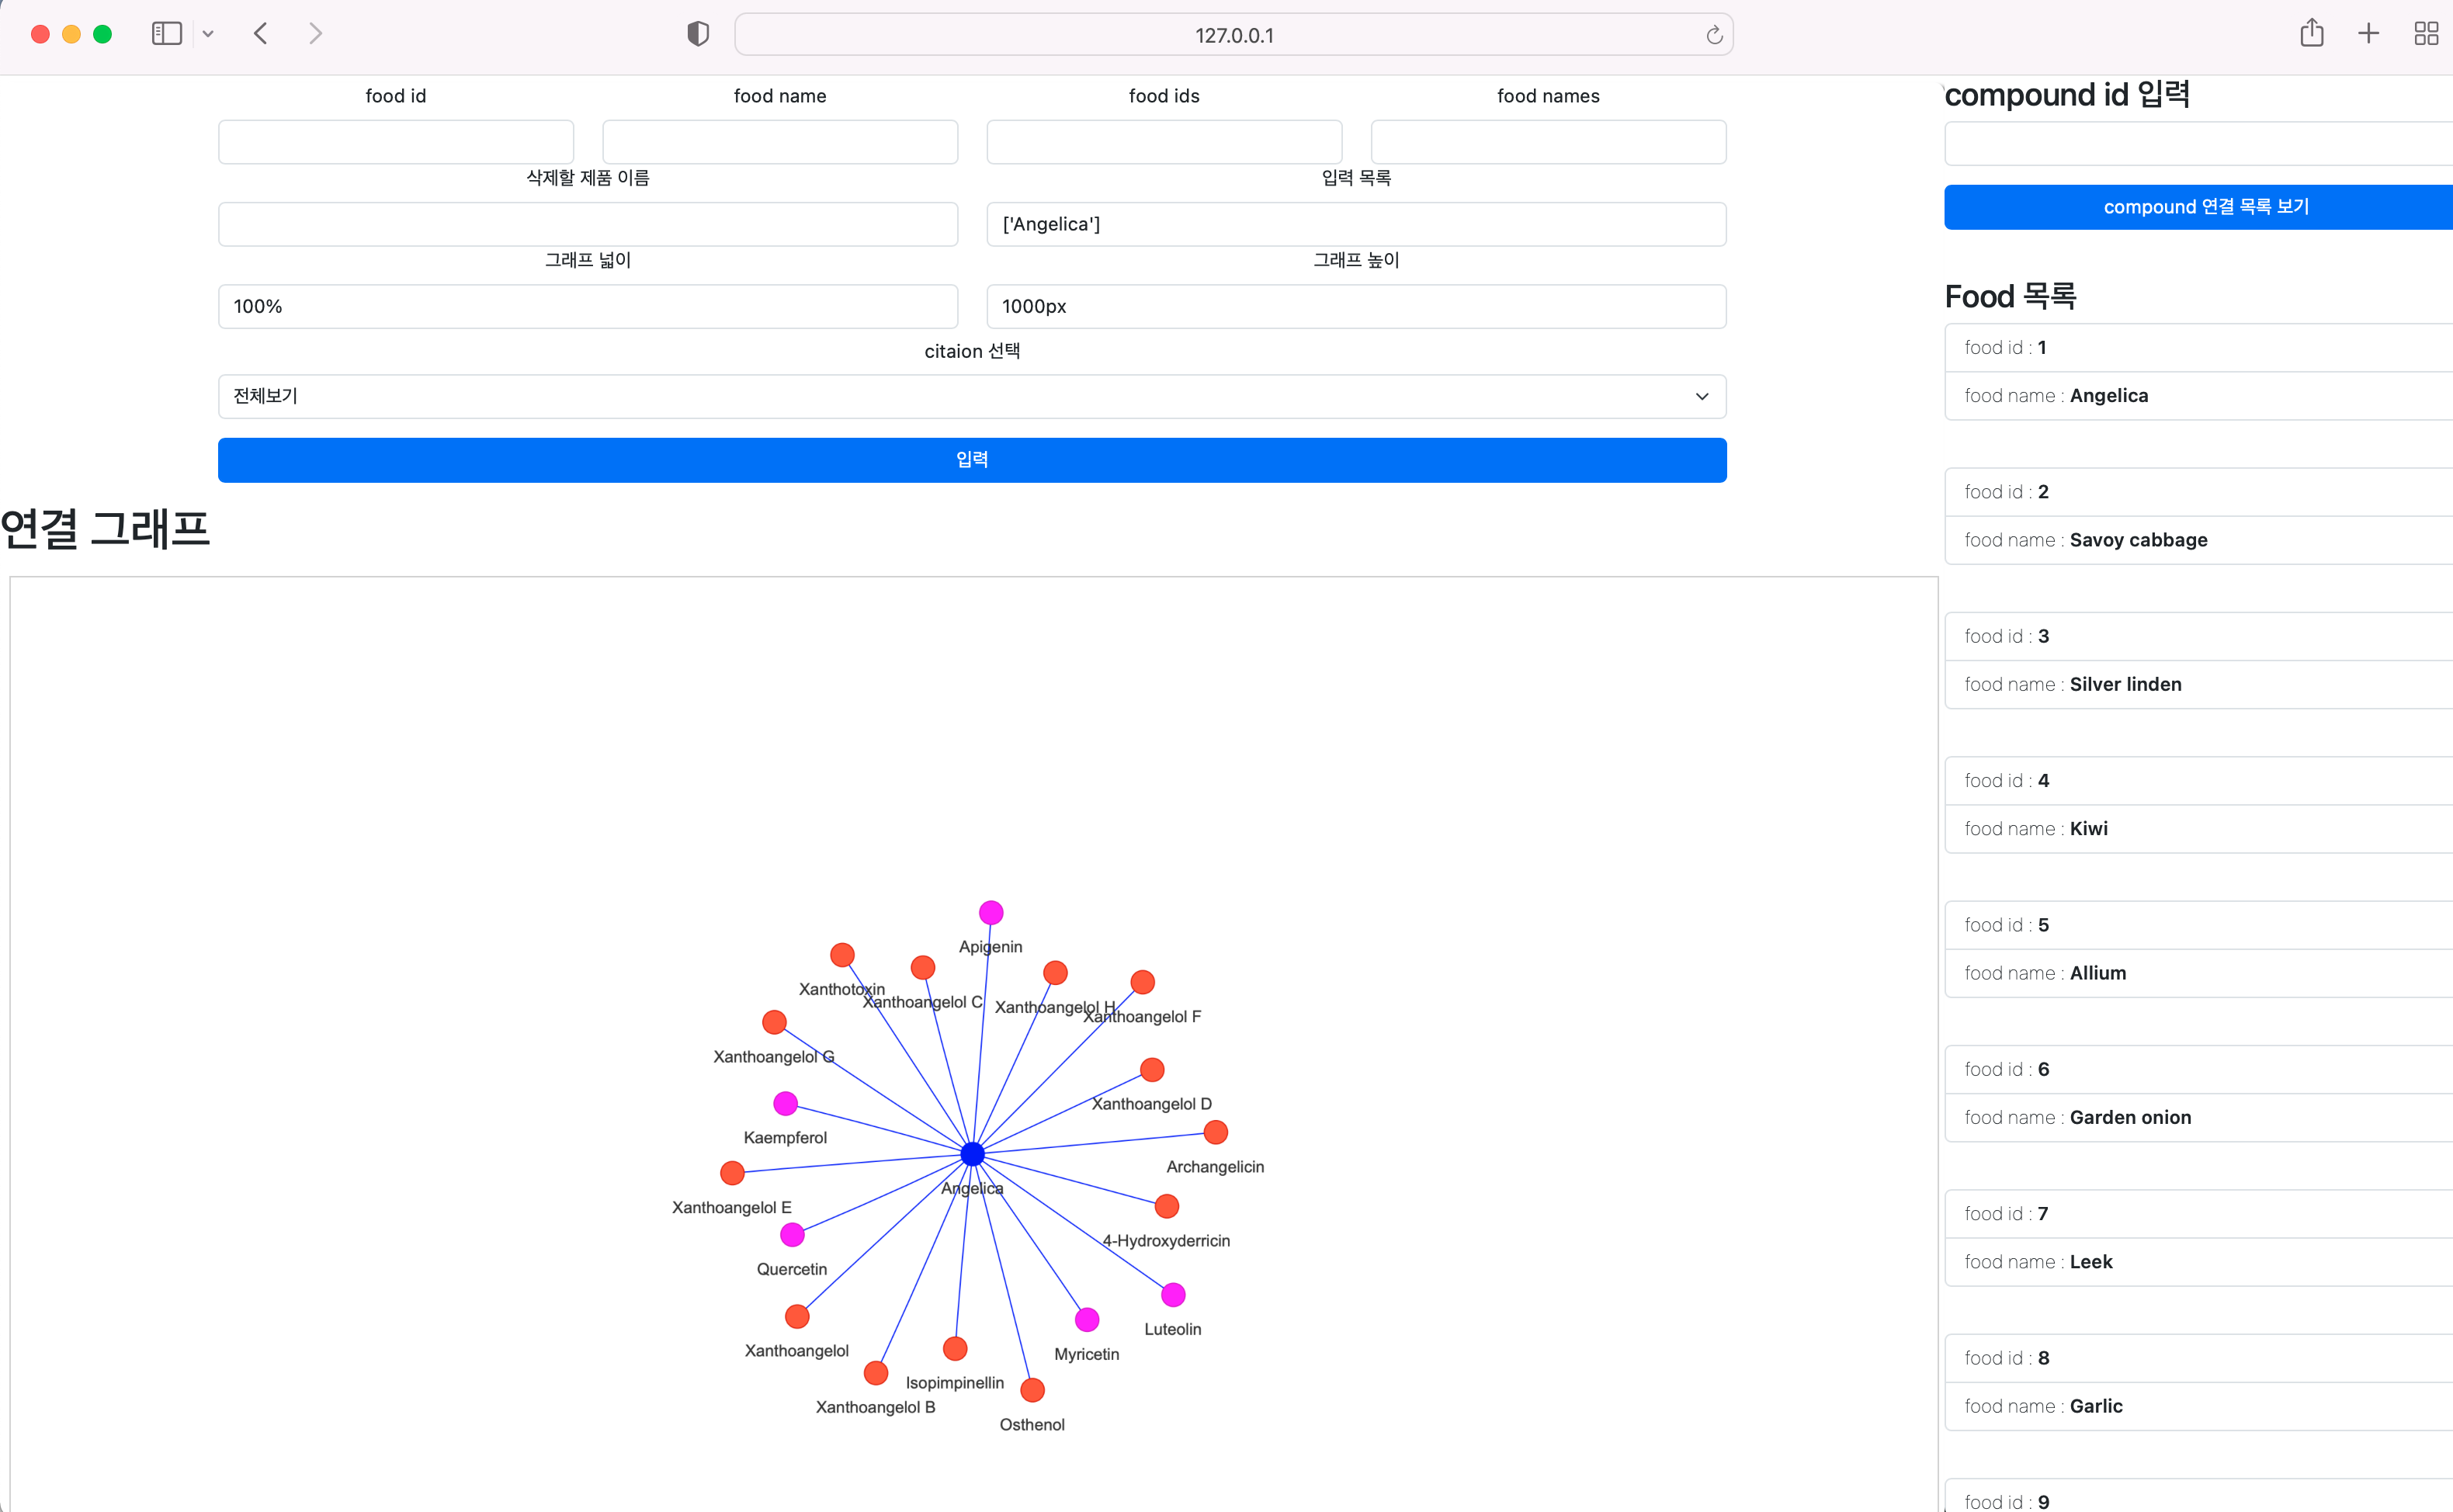 127.0.0.1
food id
food name
food ids
food names
삭제할 제품 이름
입력 목록
['Angelica']
그래프 넓이
그래프 높이
100%
1000px
citaion 선택
전체보기
입력
연결 그래프
Apigenin
Xanthotoxin
Xanthoangelol C
Xanthoangelol H
Xanthoangelol F
Xanthoangelol G
Xanthoangelol D
Kaempferol
Archangelicin
Angelica
Xanthoangelol E
4-Hydroxyderricin
Quercetin
Luteolin
Xanthoangelol
Myricetin
Isopimpinellin
Xanthoangelol B
Osthenol
compound id 입력
compound 연결 목록 보기
Food 목록
food id : 1
food name : Angelica
food id : 2
food name : Savoy cabbage
food id : 3
food name : Silver linden
food id : 4
food name : Kiwi
food id : 5
food name : Allium
food id : 6
food name : Garden onion
food id : 7
food name : Leek
food id : 8
food name : Garlic
food id : 9